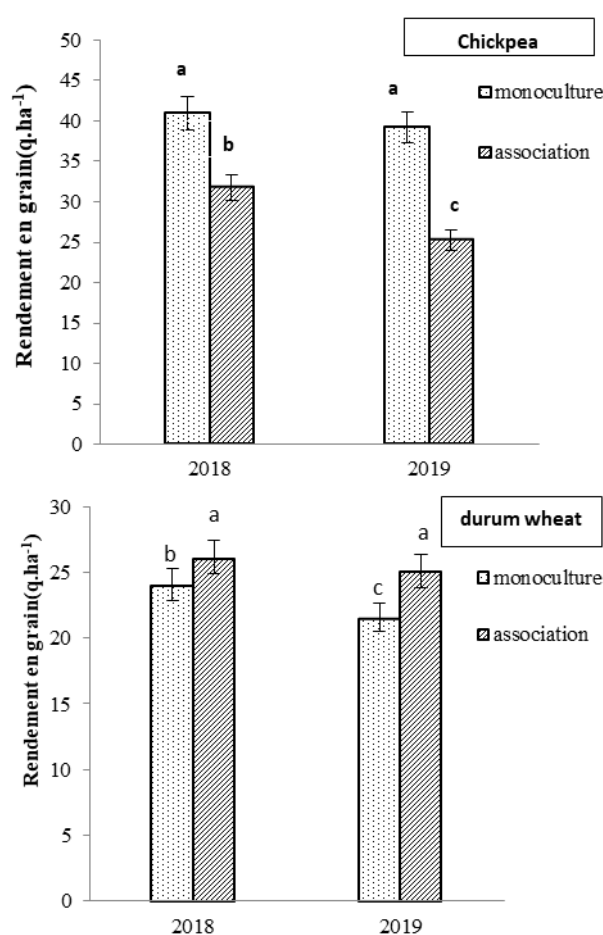 Chickpea
Rendement en grain(q.ha-1)
50
45
40
35
30
25
20
15
10
5
0
a
b
a
c
monoculture
association
2018
2019
durum wheat
Rendement en grain(q.ha-1)
30
25
20
15
10
5
0
b
a
c
a
monoculture
association
2018
2019